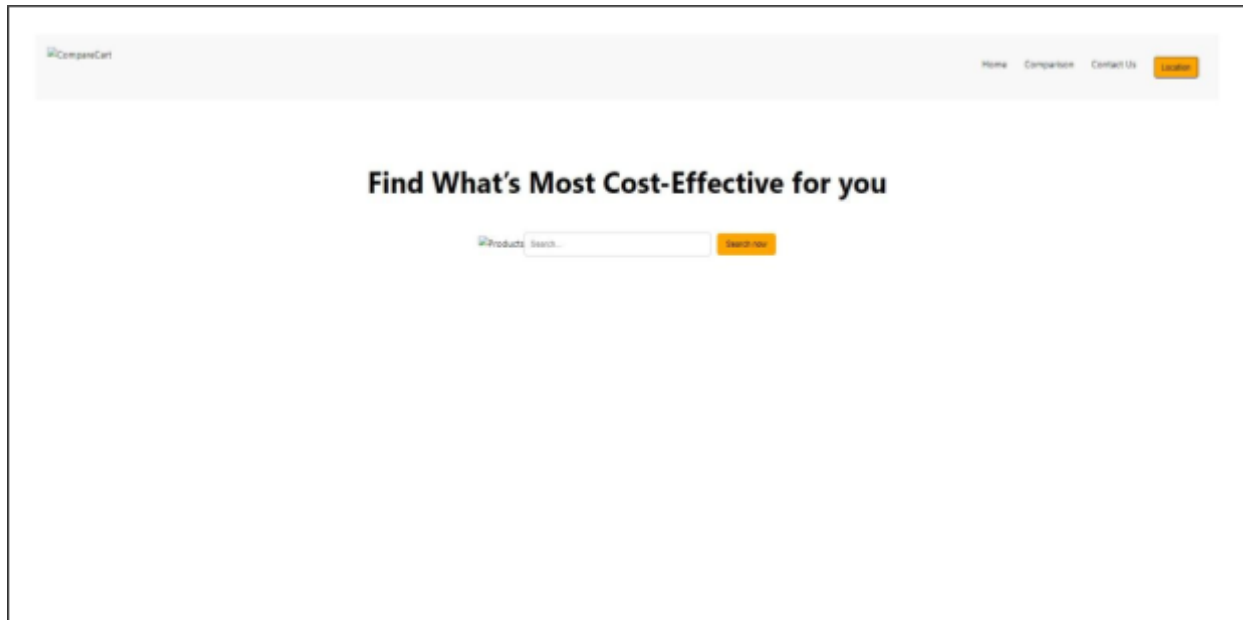 CompareCart
Home Comparison Contact Us Location
Find What's Most Cost-Effective for you
Products Search... Search now